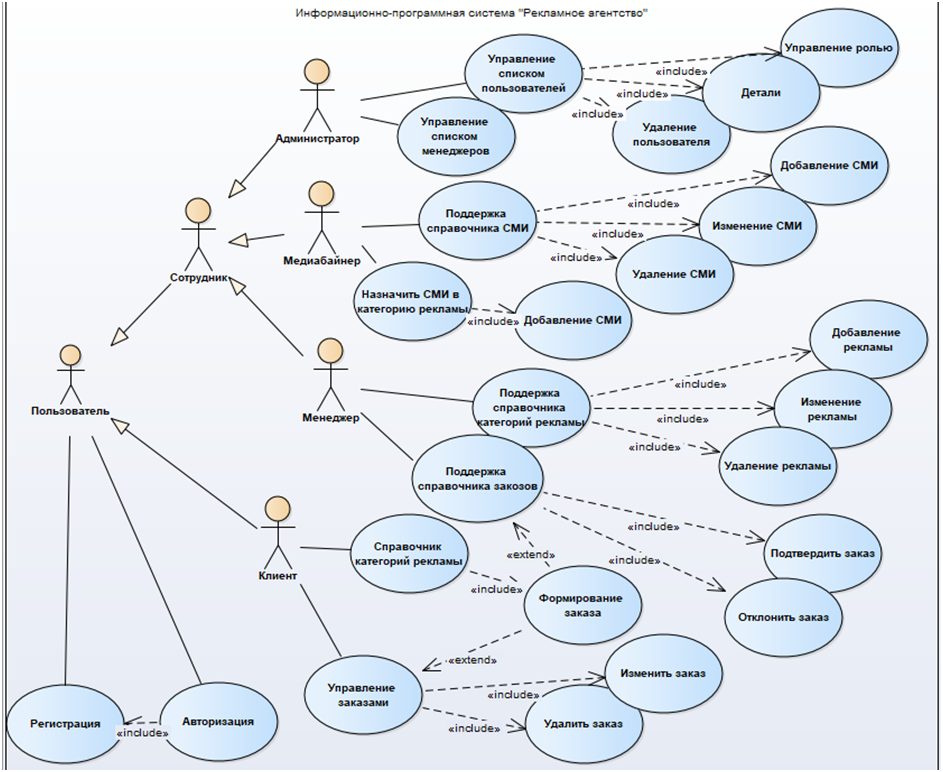 Информационно-программная система "Рекламное агентство"
Управление ролью
Управление
списком
пользователей
«include»
«include»
Детали
«include»
Удаление
пользователя
Администратор
Управление
списком
менеджеров
Добавление СМИ
«include»
Поддержка
справочника СМИ
Изменение СМИ
«include»
«include»
Удаление СМИ
Медиабайнер
Сотрудник
Назначить СМИ в
категорию рекламы
«include»
Добавление СМИ
Добавление
рекламы
«include»
Поддержка
справочника
категорий рекламы
Изменение
рекламы
«include»
«include»
Удаление рекламы
Пользователь
Менеджер
Поддержка
справочника закозов
«include»
Подтвердить заказ
«include»
Отклонить заказ
«extend»
Справочник
категорий рекламы
Клиент
«include»
Формирование
заказа
«extend»
Управление
заказами
Изменить заказ
«include»
«include»
Удалить заказ
Регистрация
«include»
Авторизация